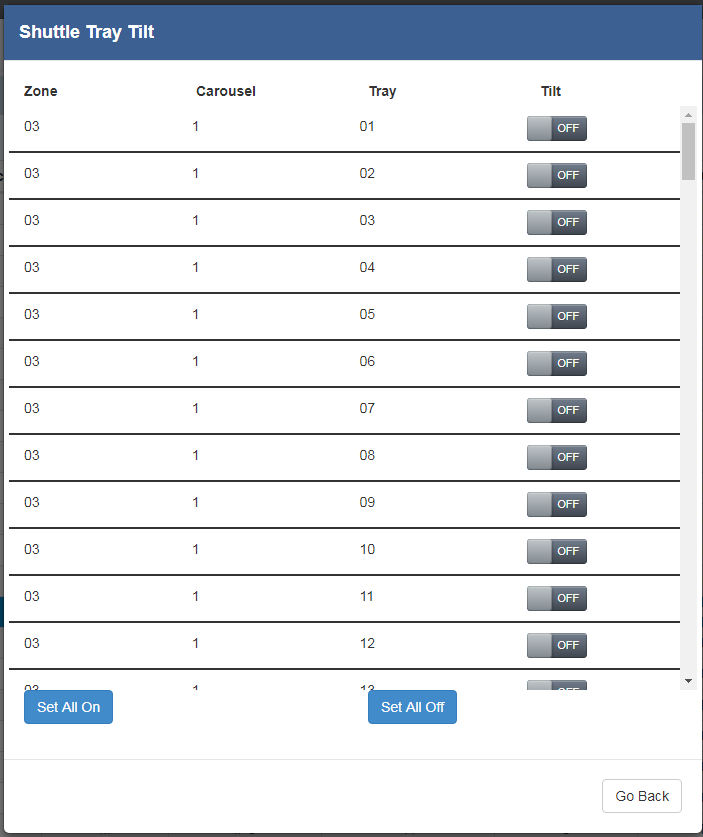 Shuttle Tray Tilt
Zone Carousel Tray Tilt
03 1 01 OFF
03 1 02 OFF
03 1 03 OFF
03 1 04 OFF
03 1 05 OFF
03 1 06 OFF
03 1 07 OFF
03 1 08 OFF
03 1 09 OFF
03 1 10 OFF
03 1 11 OFF
03 1 12 OFF
03 1 13 OFF
Set All On Set All Off
Go Back